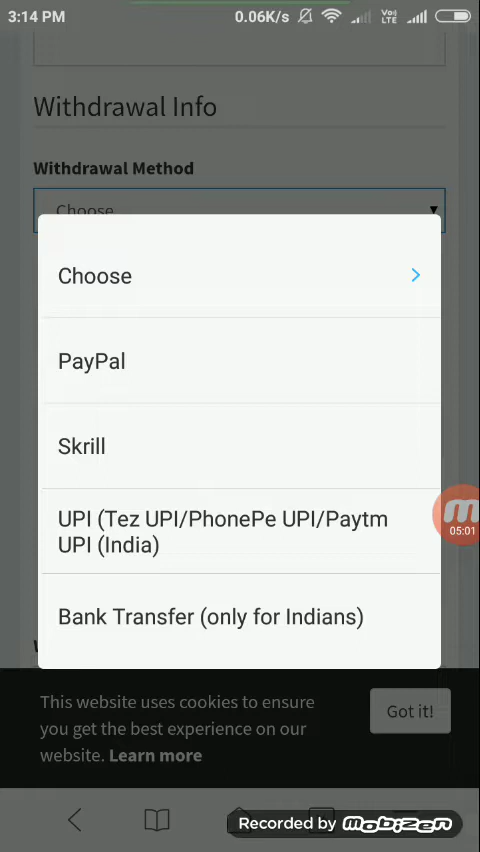 3:14 PM
0.06K/s
Vo)
LTE
Withdrawal Info
Withdrawal Method
Choose
Choose
PayPal
Skrill
UPI (Tez UPI/PhonePe UPI/Paytm
UPI (India)
Bank Transfer (only for Indians)
05:01
This website uses cookies to ensure
you get the best experience on our
website. Learn more
Got it!
Recorded by mobizen